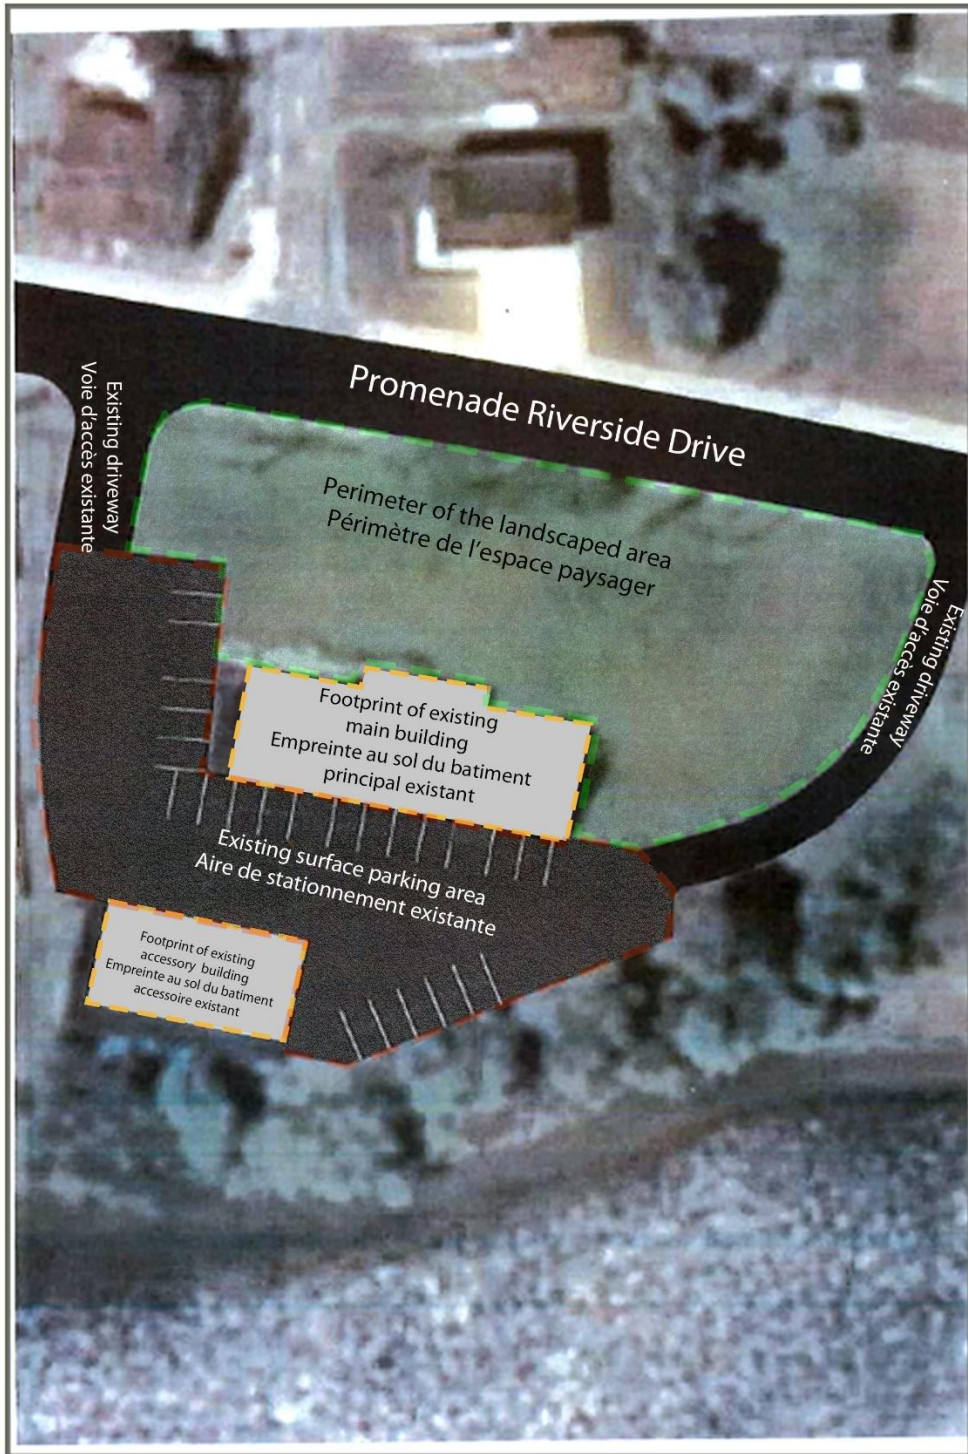 Promenade Riverside Drive
Existing driveway
Voie d'accès existante
Perimeter of the landscaped area
Périmètre de l'espace paysager
Existing driveway
Voie d'accès existante
Footprint of existing
main building
Empreinte au sol du batiment
principal existant
Existing surface parking area
Aire de stationnement existante
Footprint of existing
accessory building
Empreinte au sol du batiment
accessoire existant